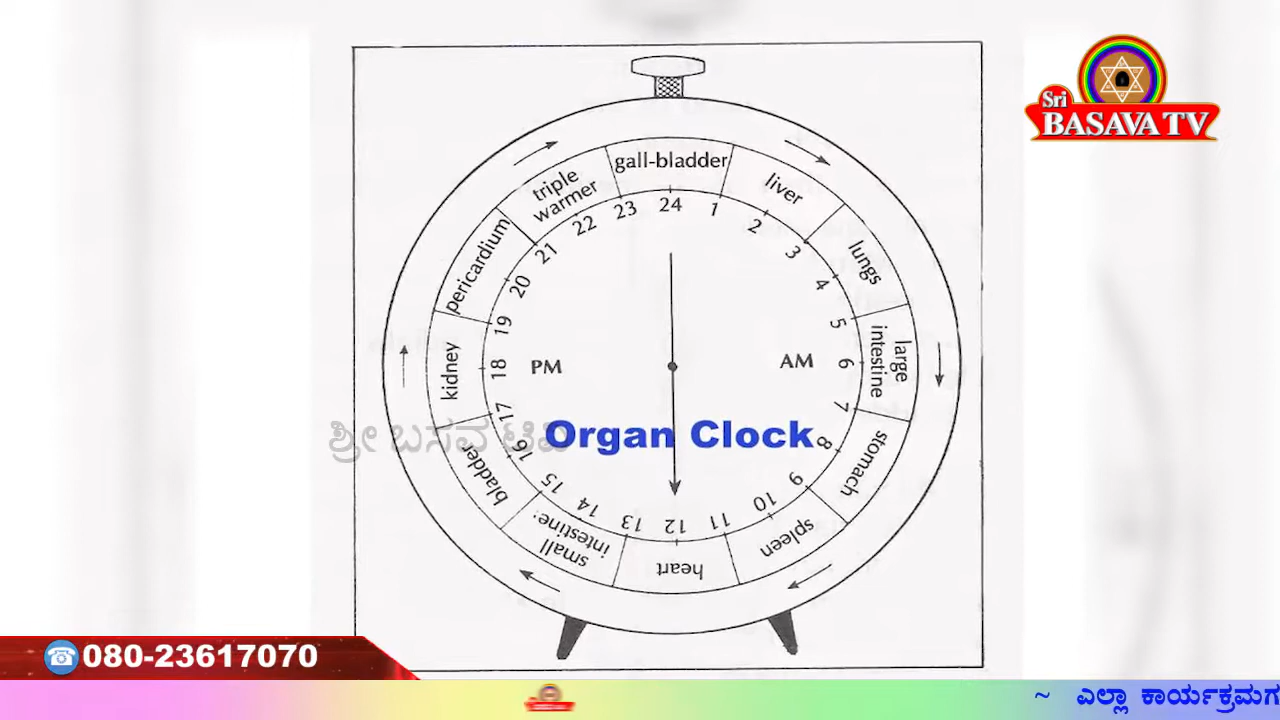 Sri
BASAVA TV
gall-bladder
liver
lungs
large
intestine
stomach
spleen
heart
small
intestine:
bladder
kidney
pericardium
triple
warmer
24
1
2
3
4
5
6
7
8
9
10
11
12
13
14
15
16
17
18
19
20
21
22
23
PM
AM
Organ Clock
ಶ್ರೀ ಬಸವ ಟಿವಿ
080-23617070
~ ಎಲ್ಲಾ ಕಾರ್ಯಕ್ರಮಗ